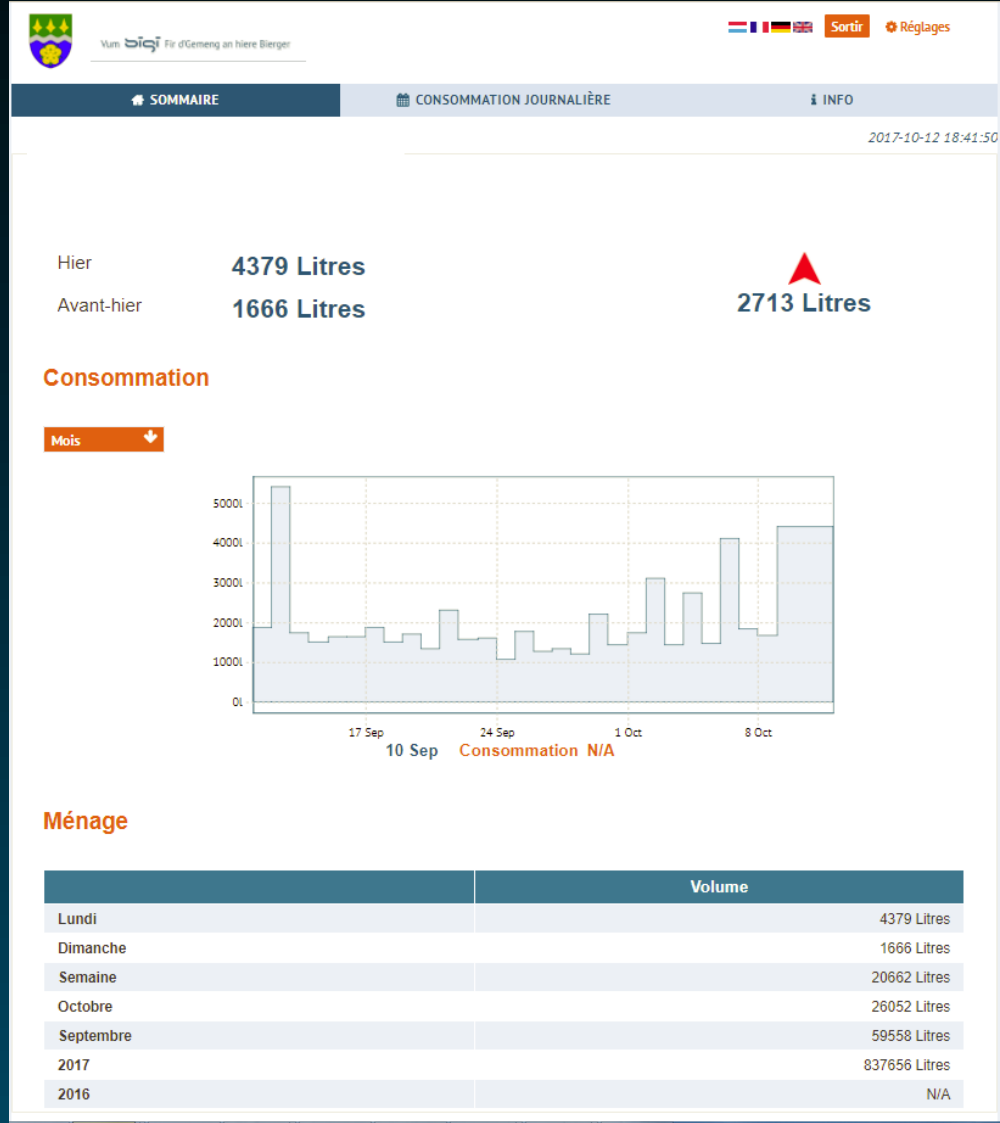 Vum SIGI Fir d'Gemeng an hiere Bierger
Sortir Réglages
SOMMAIRE CONSOMMATION JOURNALIÈRE INFO
2017-10-12 18:41:50
Hier 4379 Litres
Avant-hier 1666 Litres 2713 Litres
Consommation
Mois
5000l
4000l
3000l
2000l
1000l
0l
17 Sep 24 Sep 1 Oct 8 Oct
10 Sep Consommation N/A
Ménage
Volume
Lundi 4379 Litres
Dimanche 1666 Litres
Semaine 20662 Litres
Octobre 26052 Litres
Septembre 59558 Litres
2017 837656 Litres
2016 N/A